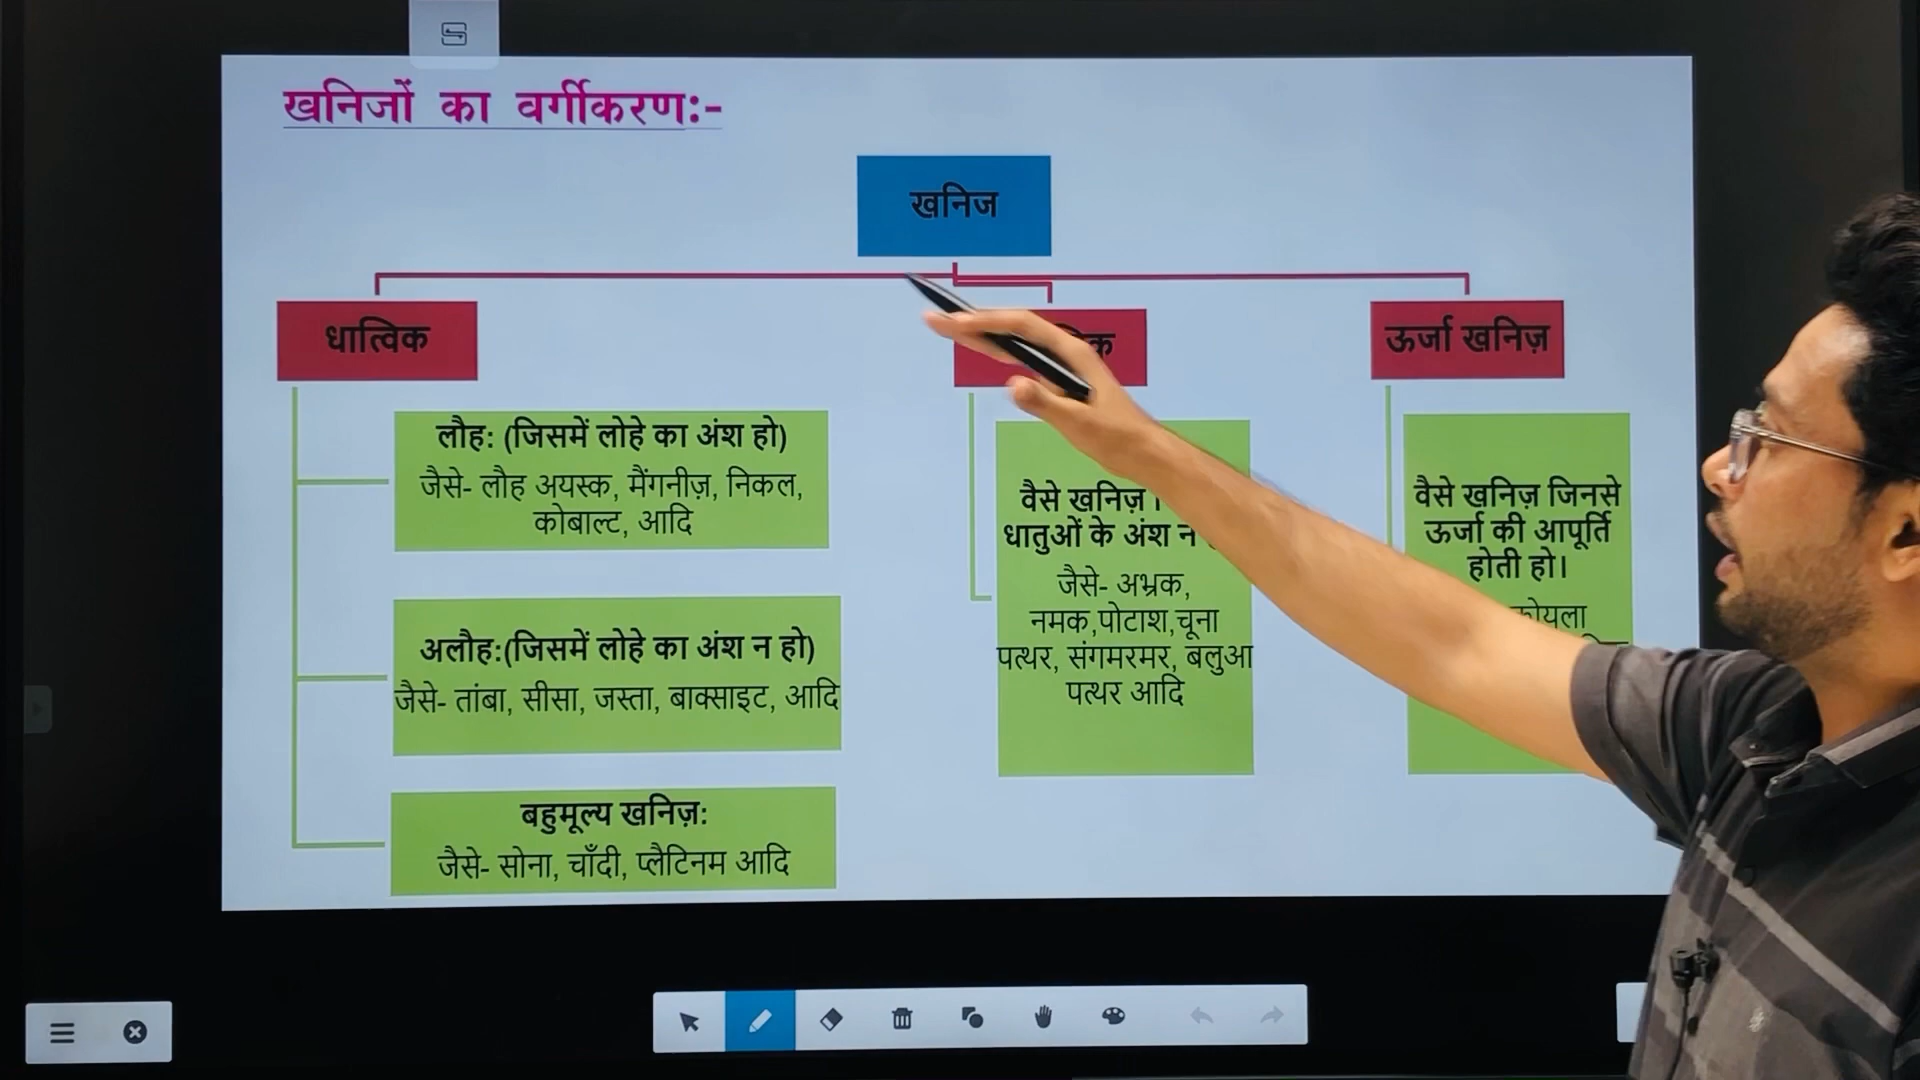 खनिजों का वर्गीकरण:-
खनिज
धात्विक
ऊर्जा खनिज़
लौह: (जिसमें लोहे का अंश हो)
जैसे- लौह अयस्क, मैंगनीज़, निकल,
कोबाल्ट, आदि
अलौह:(जिसमें लोहे का अंश न हो)
जैसे- तांबा, सीसा, जस्ता, बाक्साइट, आदि
बहुमूल्य खनिज़:
जैसे- सोना, चाँदी, प्लैटिनम आदि
वैसे खनिज़
धातुओं के अंश न
जैसे- अभ्रक,
नमक,पोटाश,चूना
पत्थर, संगमरमर, बलुआ
पत्थर आदि
वैसे खनिज़ जिनसे
ऊर्जा की आपूर्ति
होती हो।
कोयला